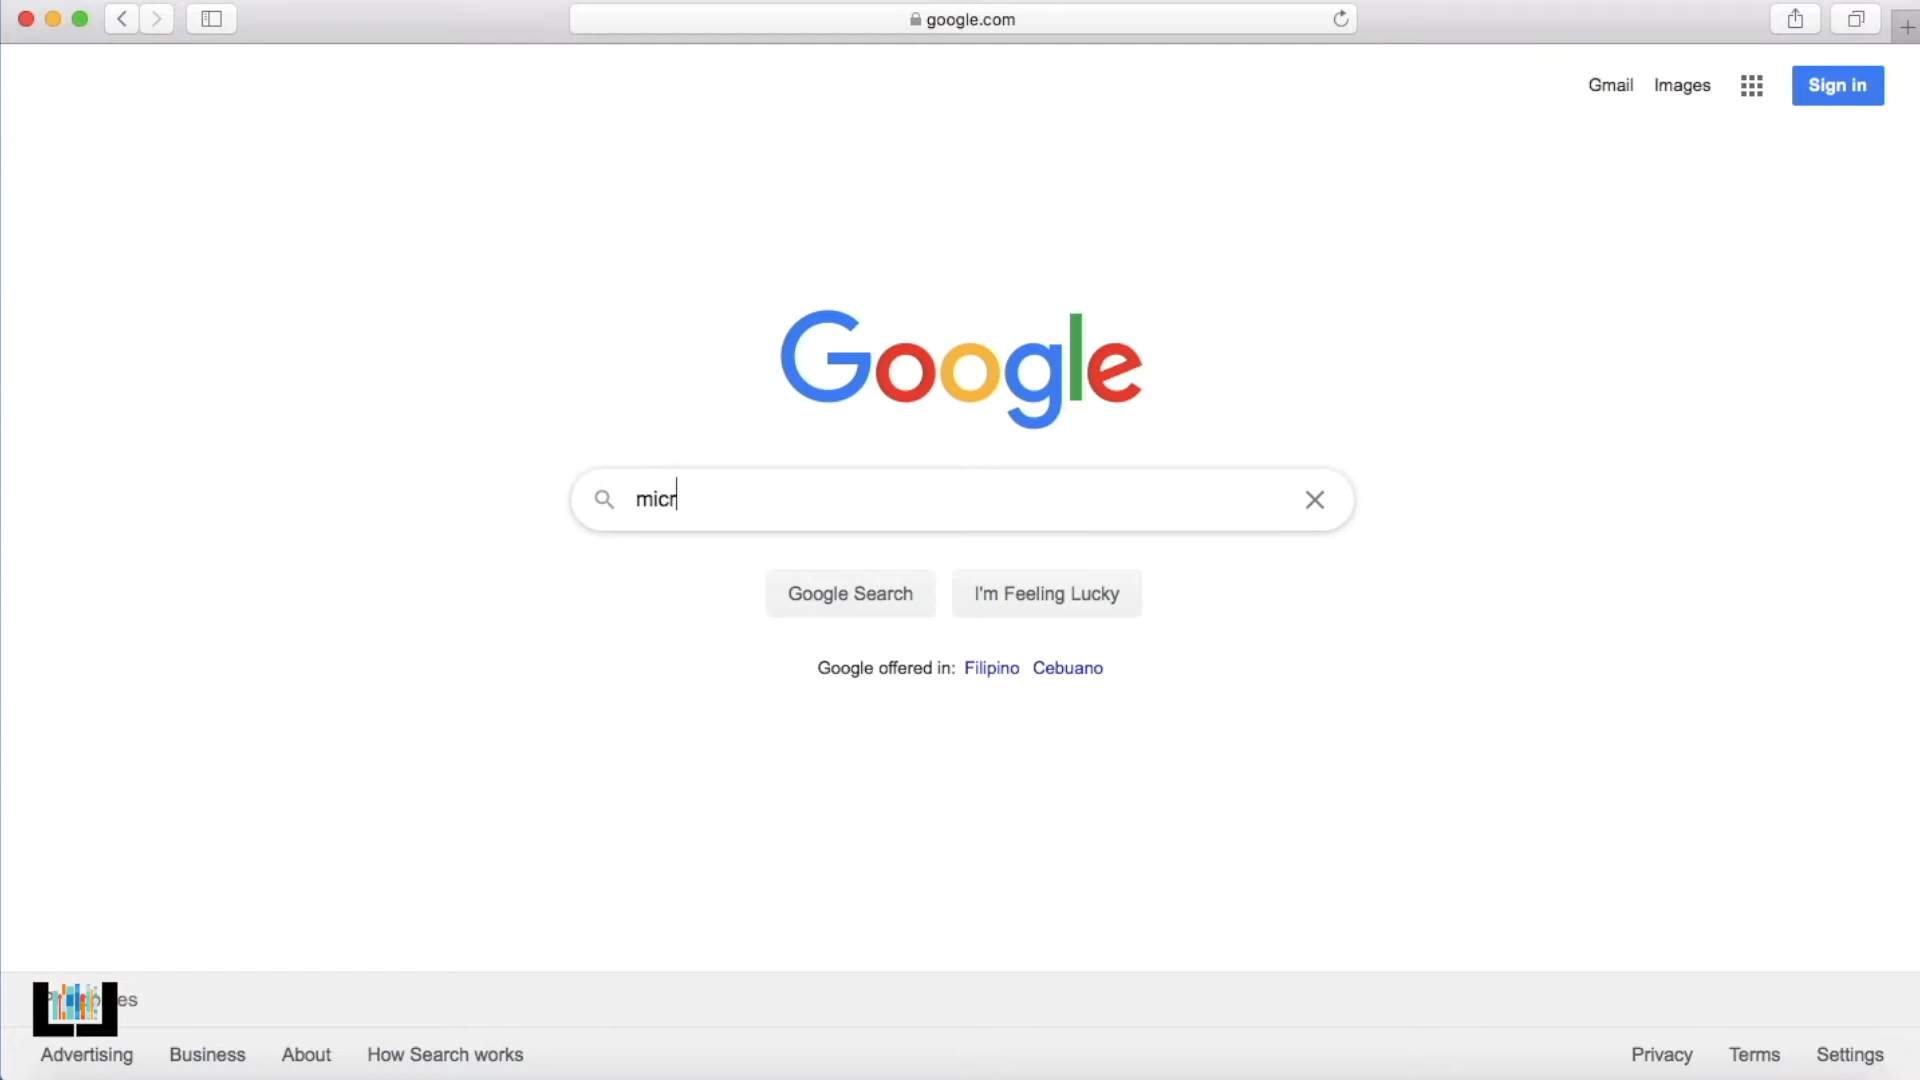 google.com
Gmail Images Sign in
Google
micr
Google Search I'm Feeling Lucky
Google offered in: Filipino Cebuano
Advertising Business About How Search works Privacy Terms Settings